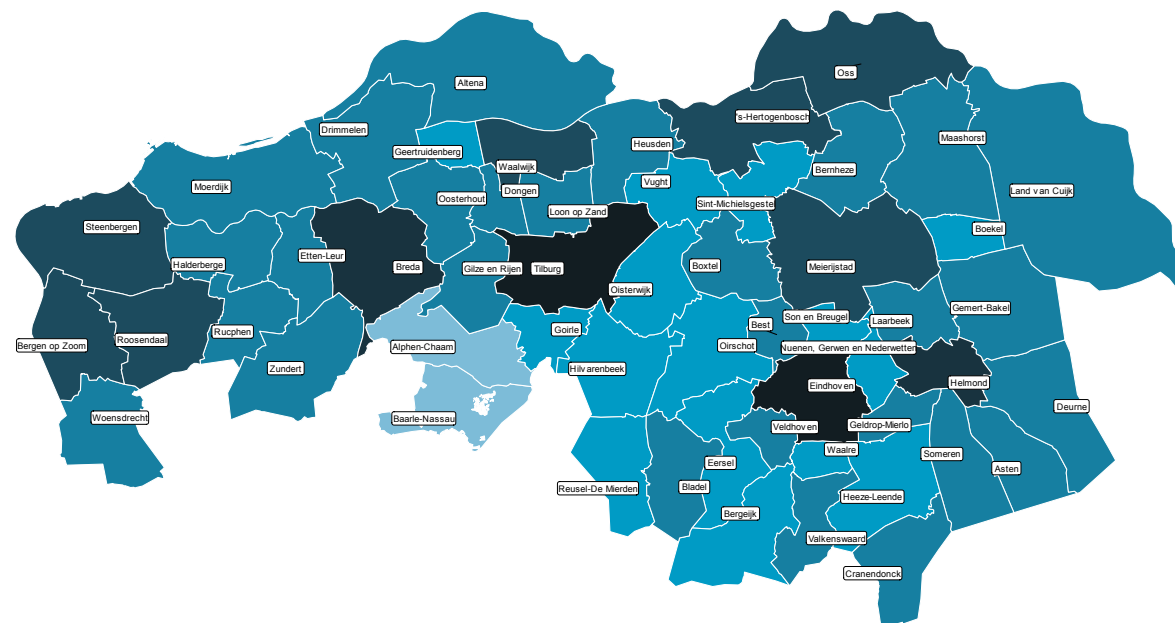 Oss
Altena
's-Hertogenbosch
Drimmelen
Maashorst
Heusden
Geertruidenberg
Waalwijk
Bernheze
Vught
Moerdijk
Dongen
Land van Cuijk
Oosterhout
Sint-Michielsgestel
Loon op Zand
Steenbergen
Boekel
Etten-Leur
Halderberge
Boxtel
Breda
Gilze en Rijen
Tilburg
Meierijstad
Oisterwijk
Gemert-Bakel
Son en Breugel
Laarbeek
Best
Rucphen
Goirle
Roosendaal
Bergen op Zoom
Oirschot
Alphen-Chaam
Nuenen, Gerwen en Nederwetten
Zundert
Hilvarenbeek
Helmond
Eindhoven
Deurne
Woensdrecht
Baarle-Nassau
Veldhoven
Geldrop-Mierlo
Waalre
Someren
Eersel
Asten
Reusel-De Mierden
Bladel
Heeze-Leende
Bergeijk
Valkenswaard
Cranendonck